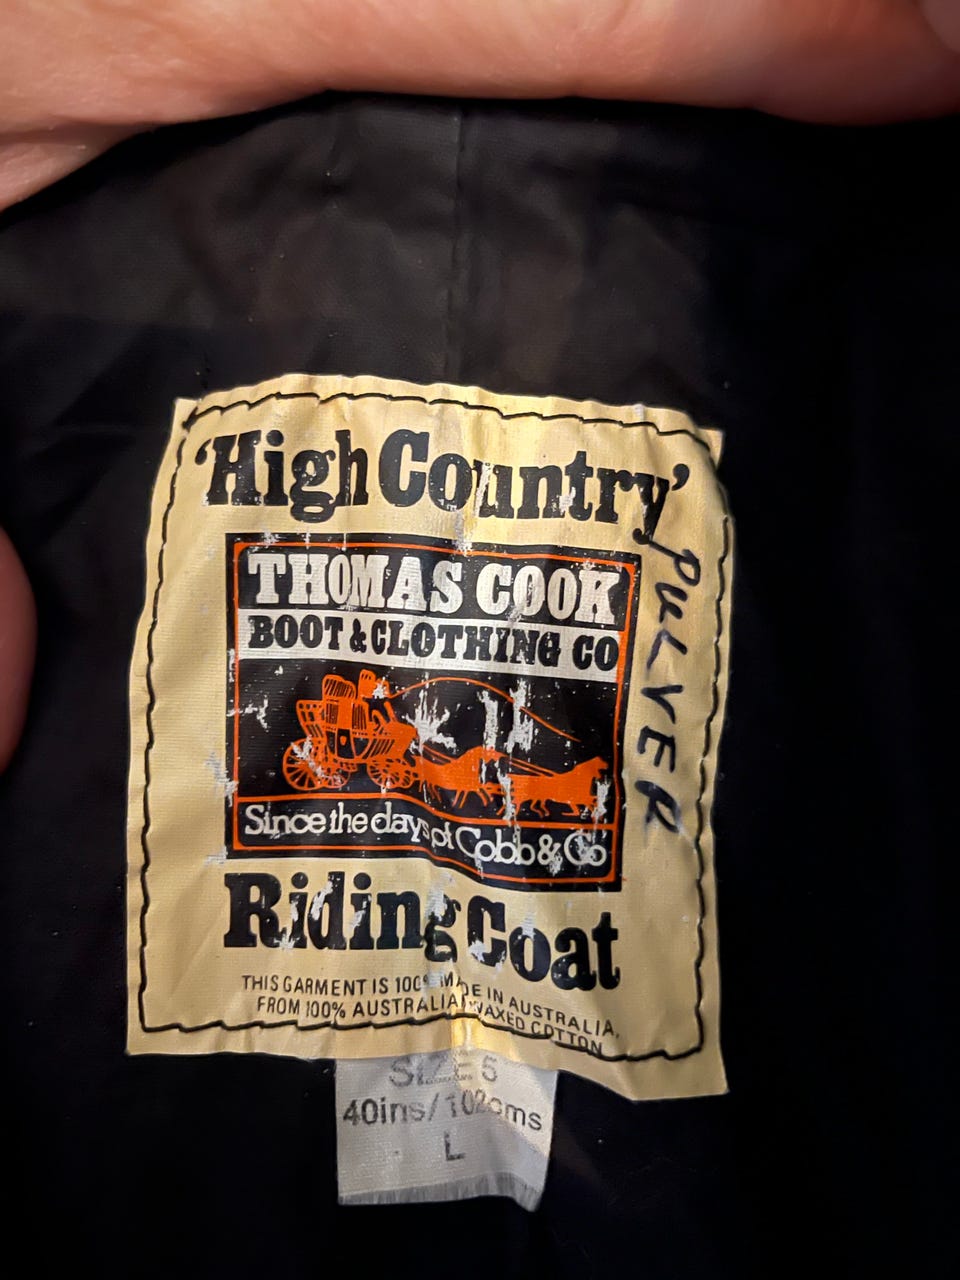 'High Country'
THOMAS COOK
BOOT & CLOTHING CO
Since the days of Cobb & Co
Riding Coat
THIS GARMENT IS 100% MADE IN AUSTRALIA,
FROM 100% AUSTRALIAN WAXED COTTON
PULVER
SIZE 5
40ins/102cms
L